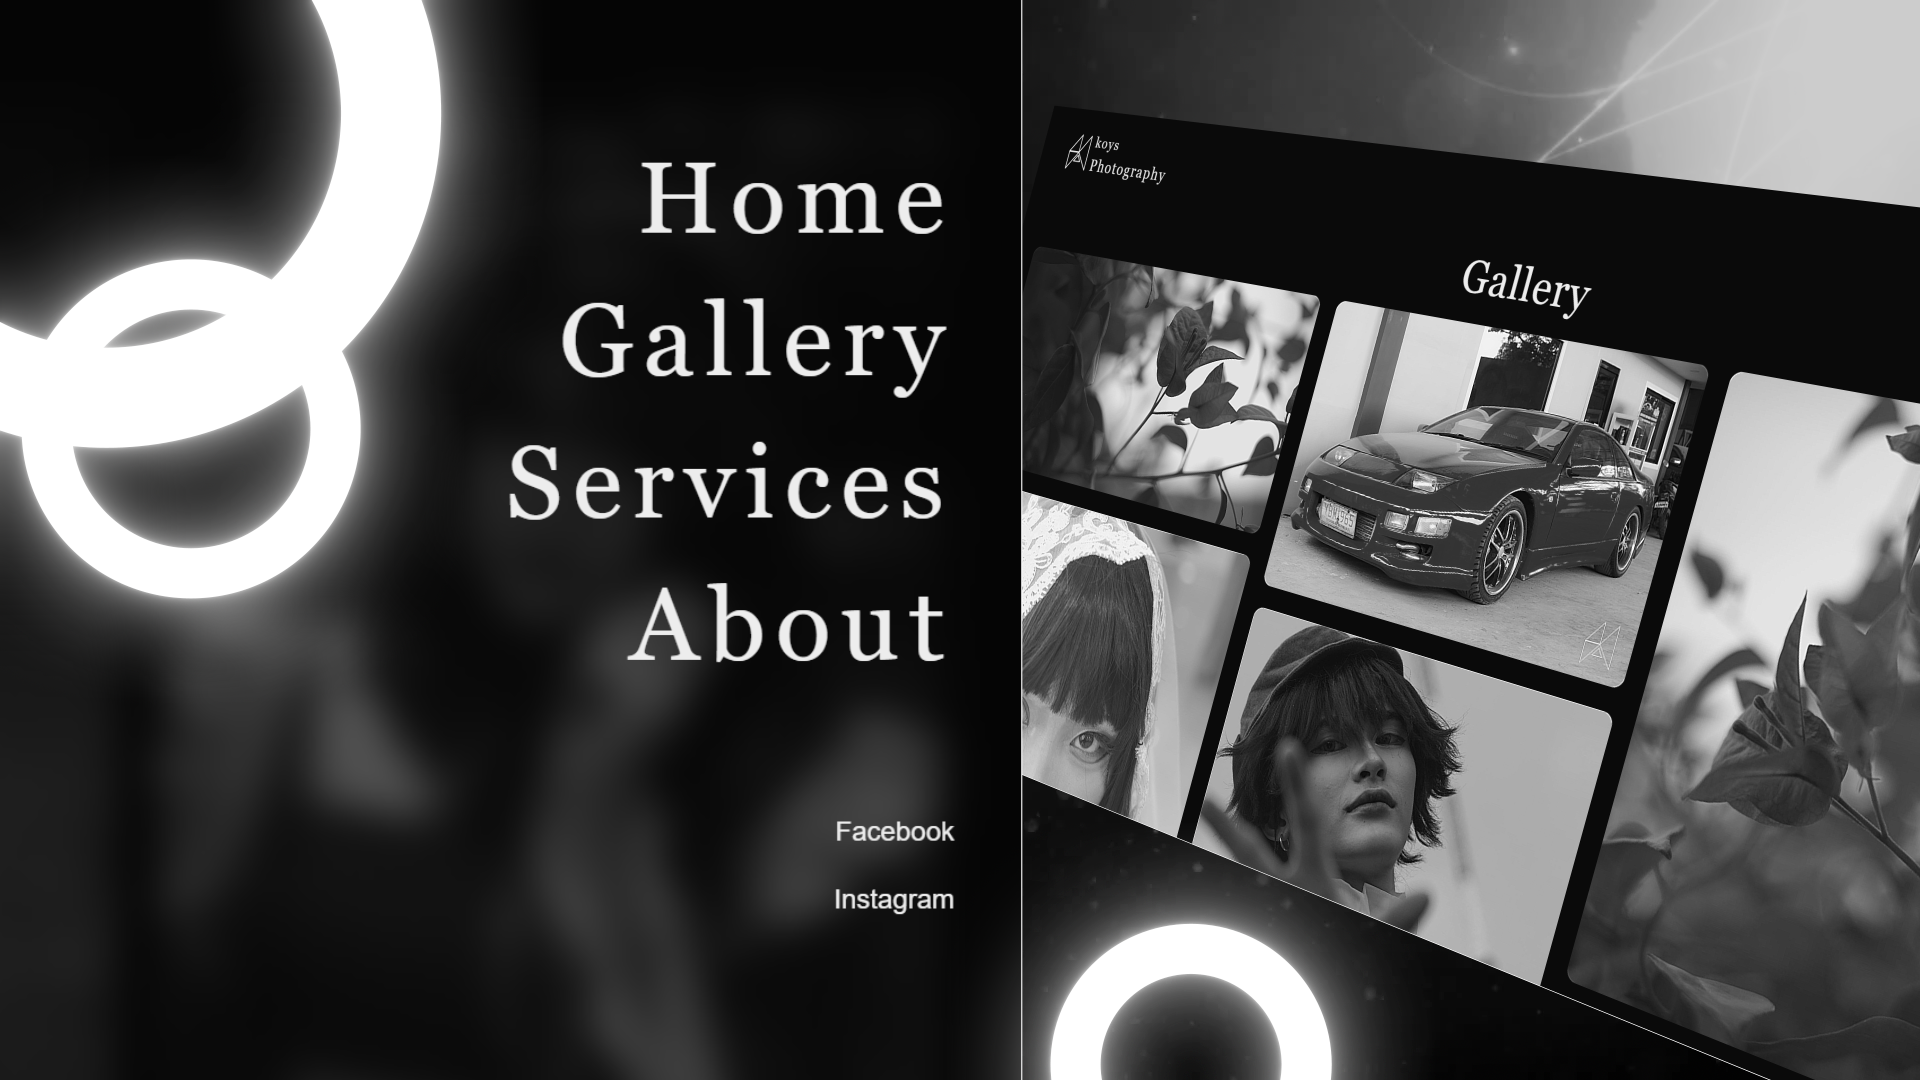 Home
Gallery
Services
About
Facebook
Instagram
koys
Photography
Gallery